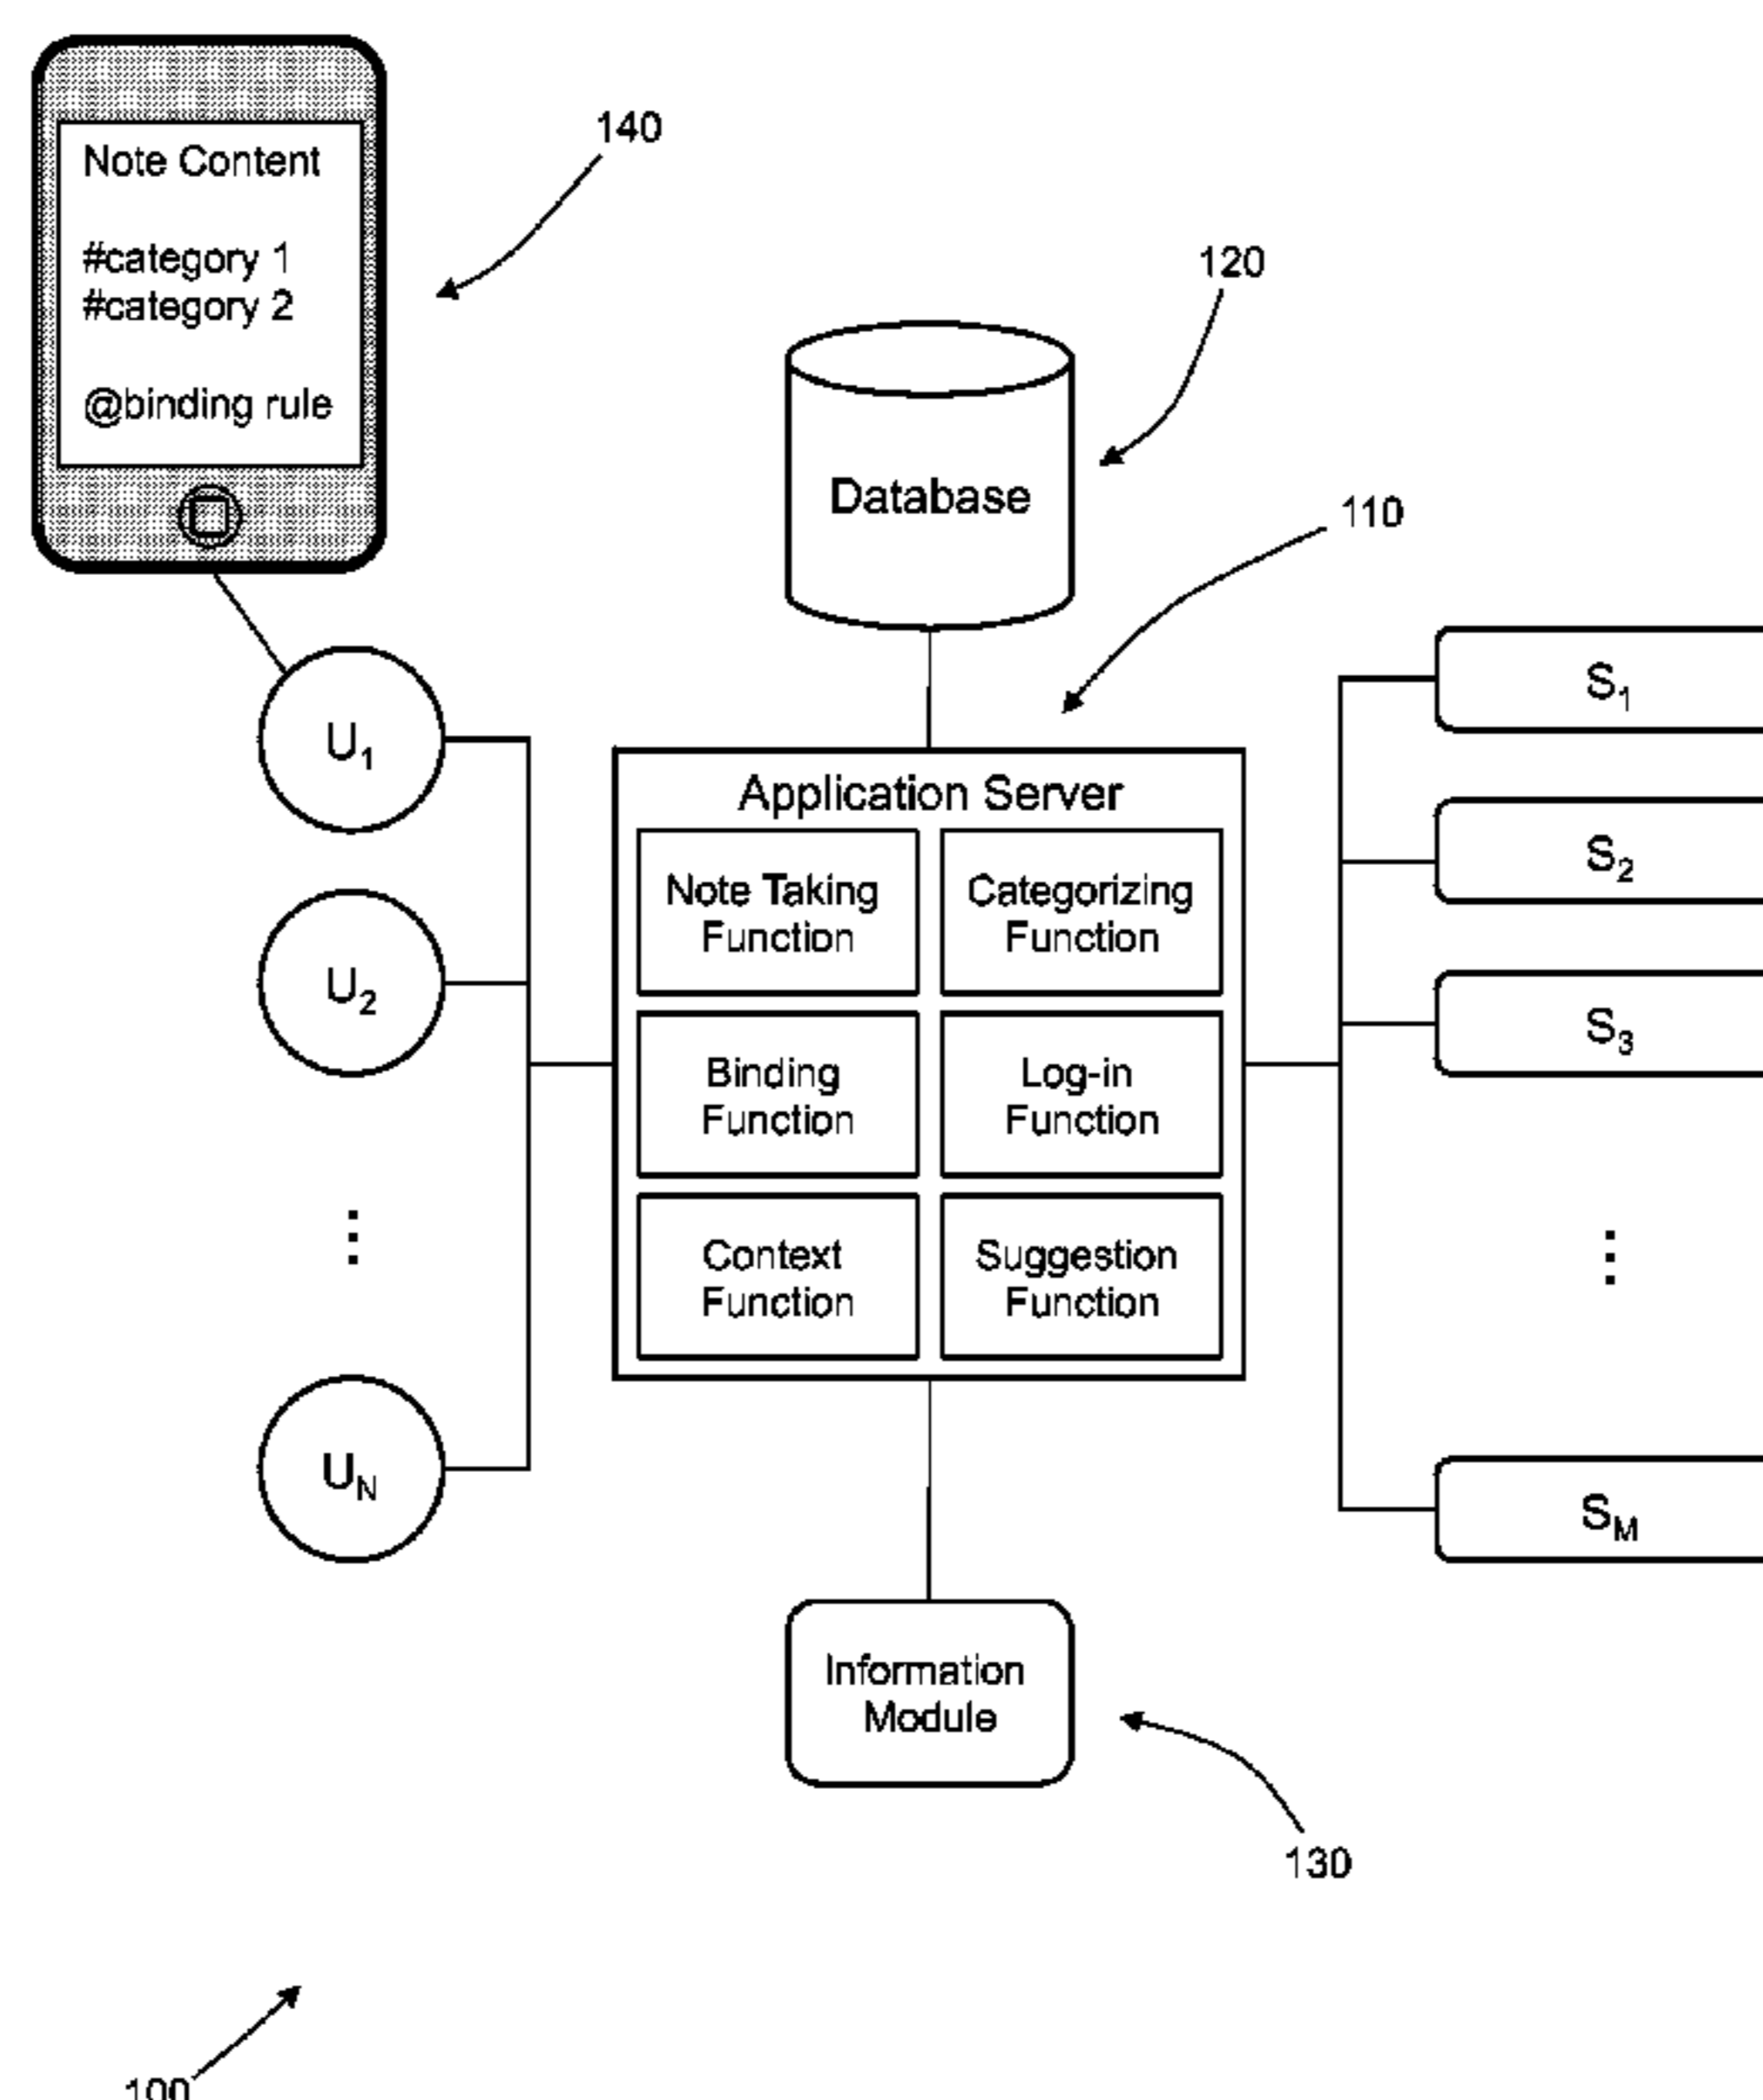 Note Content
#category 1
#category 2
@binding rule
140
120
Database
110
U1
U2
⋮
UN
Application Server
Note Taking
Function
Categorizing
Function
Binding
Function
Log-in
Function
Context
Function
Suggestion
Function
S1
S2
S3
⋮
SM
Information
Module
130
100